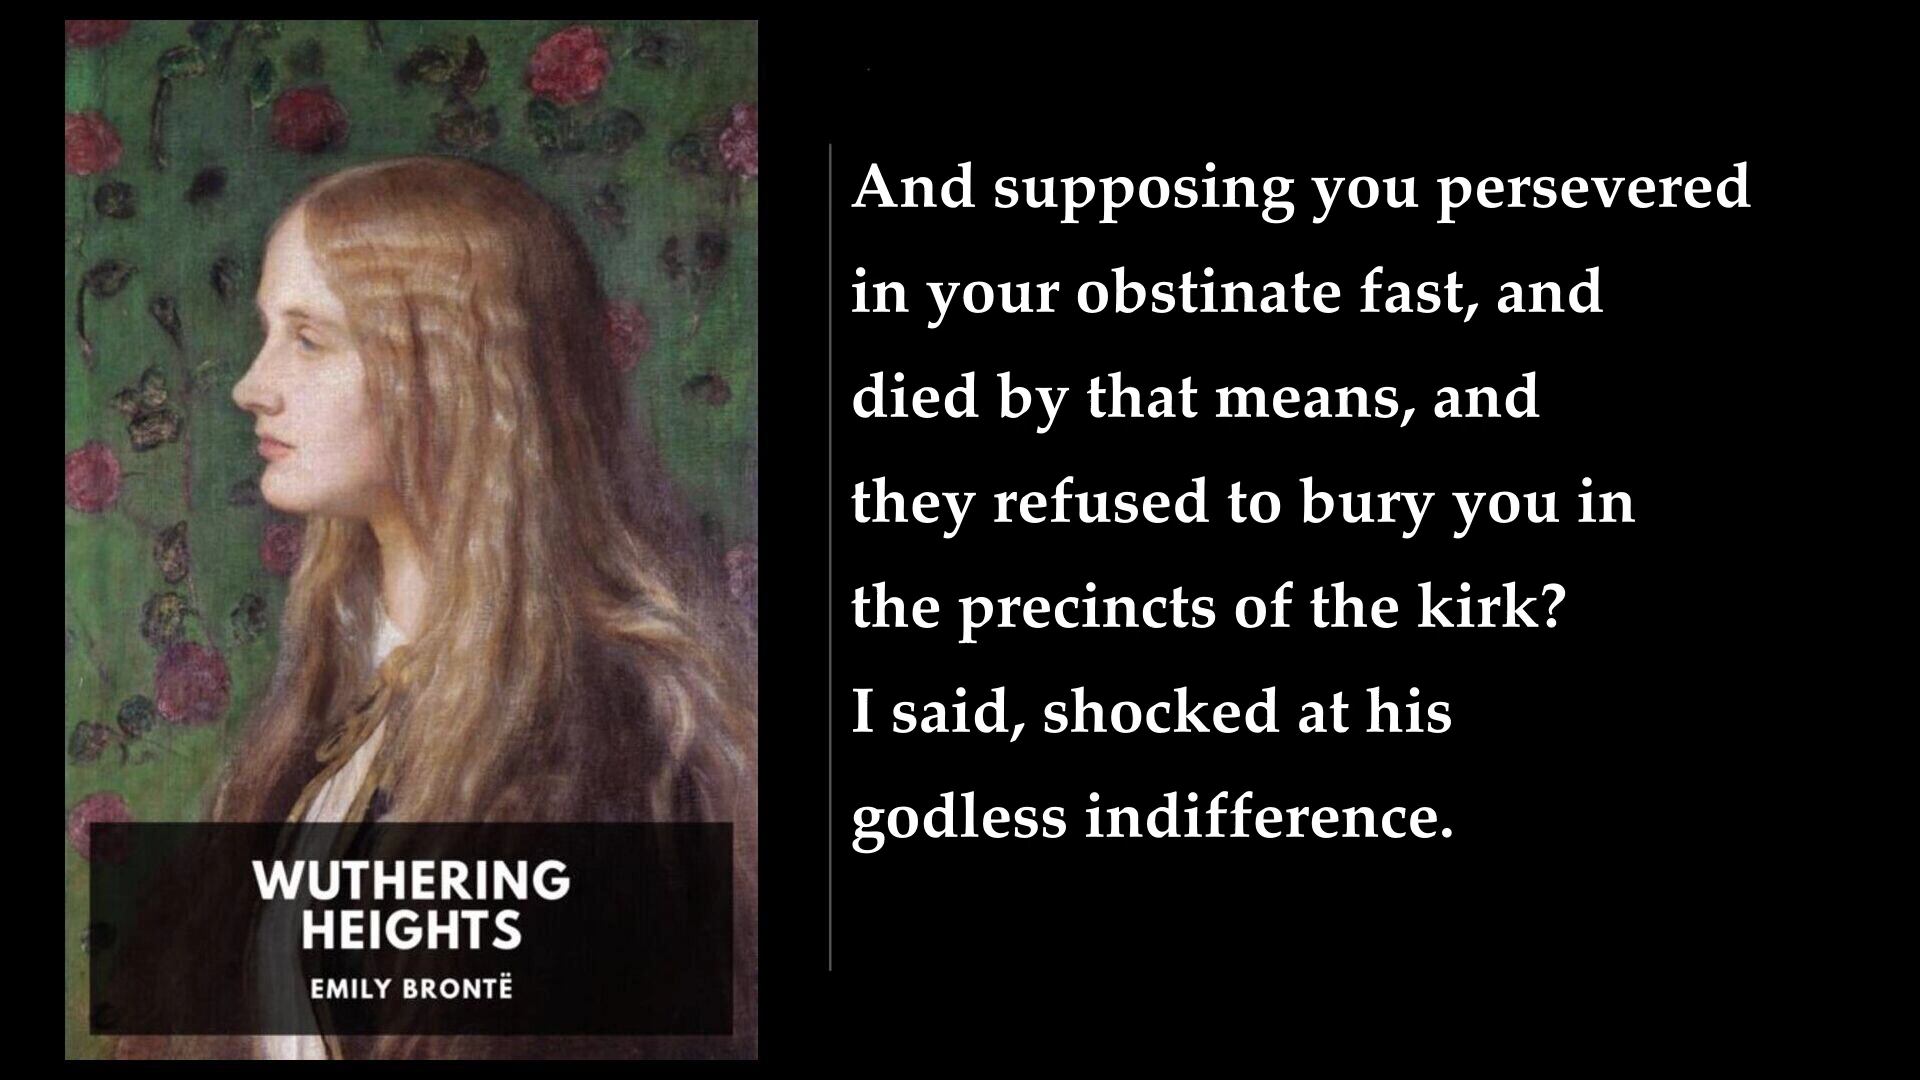 WUTHERING
HEIGHTS
EMILY BRONTË
And supposing you persevered
in your obstinate fast, and
died by that means, and
they refused to bury you in
the precincts of the kirk?
I said, shocked at his
godless indifference.